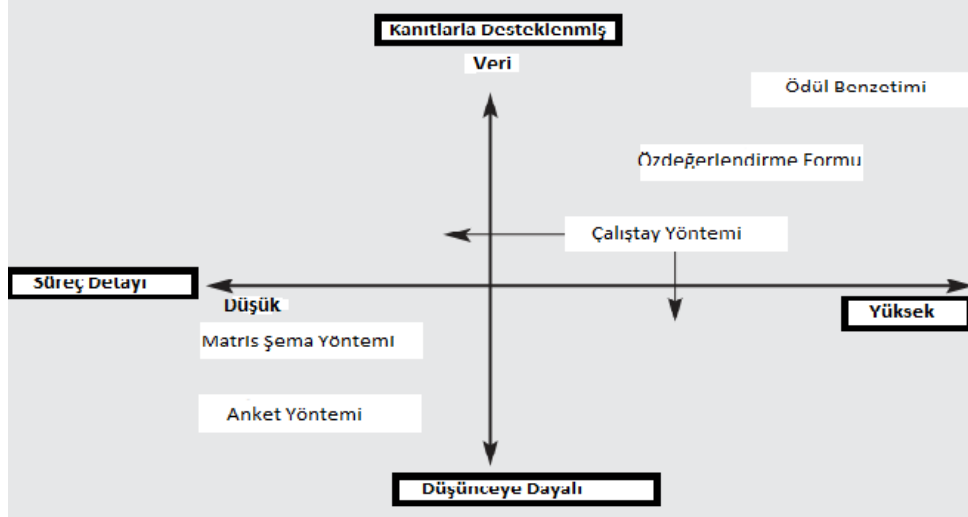 Kanıtlarla Desteklenmiş
Veri
Ödül Benzetimi
Özdeğerlendirme Formu
Çalıştay Yöntemi
Süreç Detayı
Düşük
Yüksek
Matris Şema Yöntemi
Anket Yöntemi
Düşünceye Dayalı